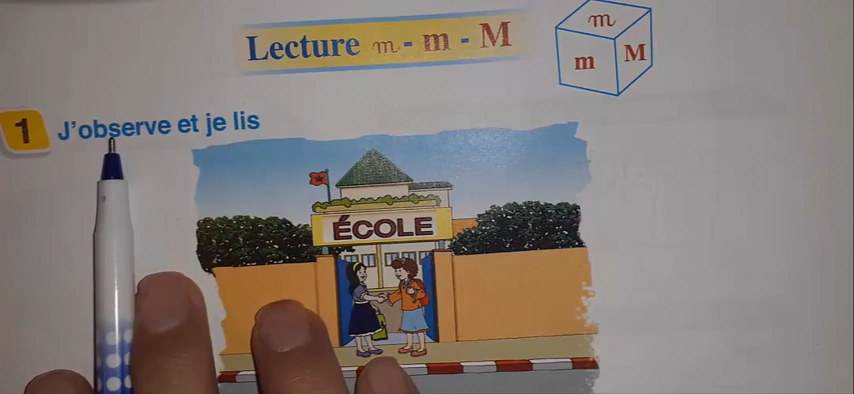 Lecture m - m - M
m
m M
1 J'observe et je lis
ÉCOLE